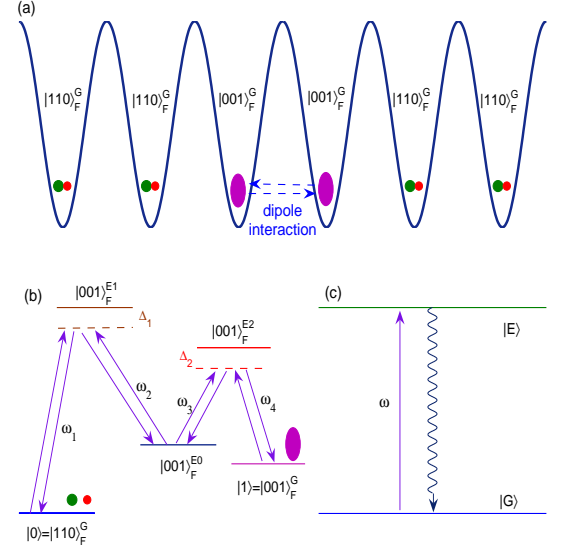 (a)
|110⟩_F^G |110⟩_F^G |001⟩_F^G |001⟩_F^G |110⟩_F^G |110⟩_F^G
dipole
interaction
(b)
|001⟩_F^E1
Δ_1
|001⟩_F^E2
Δ_2
ω_1
ω_2
ω_3
ω_4
|001⟩_F^E0
|1⟩=|001⟩_F^G
|0⟩=|110⟩_F^G
(c)
|E⟩
ω
|G⟩